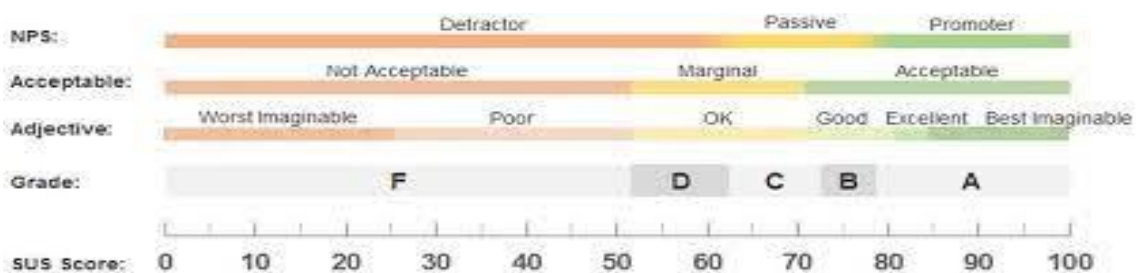 Detractor Passive Promoter
NPS:
Not Acceptable Marginal Acceptable
Acceptable:
Worst Imaginable Poor OK Good Excellent Best Imaginable
Adjective:
Grade: F D C B A
SUS Score: 0 10 20 30 40 50 60 70 80 90 100